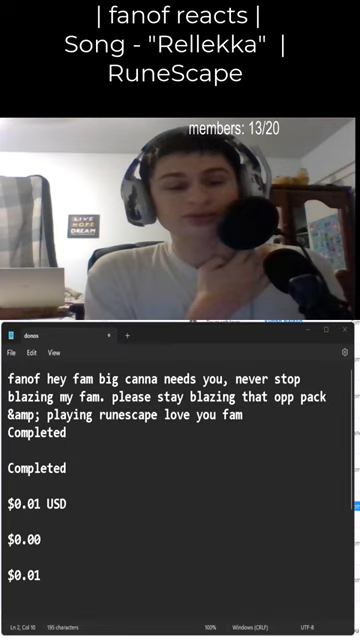 | fanof reacts |
Song - "Rellekka" |
RuneScape
members: 13/20
LIVE
HOPE
DREAM
donos
File Edit View
fanof hey fam big canna needs you, never stop
blazing my fam. please stay blazing that opp pack
&amp; playing runescape love you fam
Completed
Completed
$0.01 USD
$0.00
$0.01
Ln 2, Col 10 195 characters 100% Windows (CRLF) UTF-8